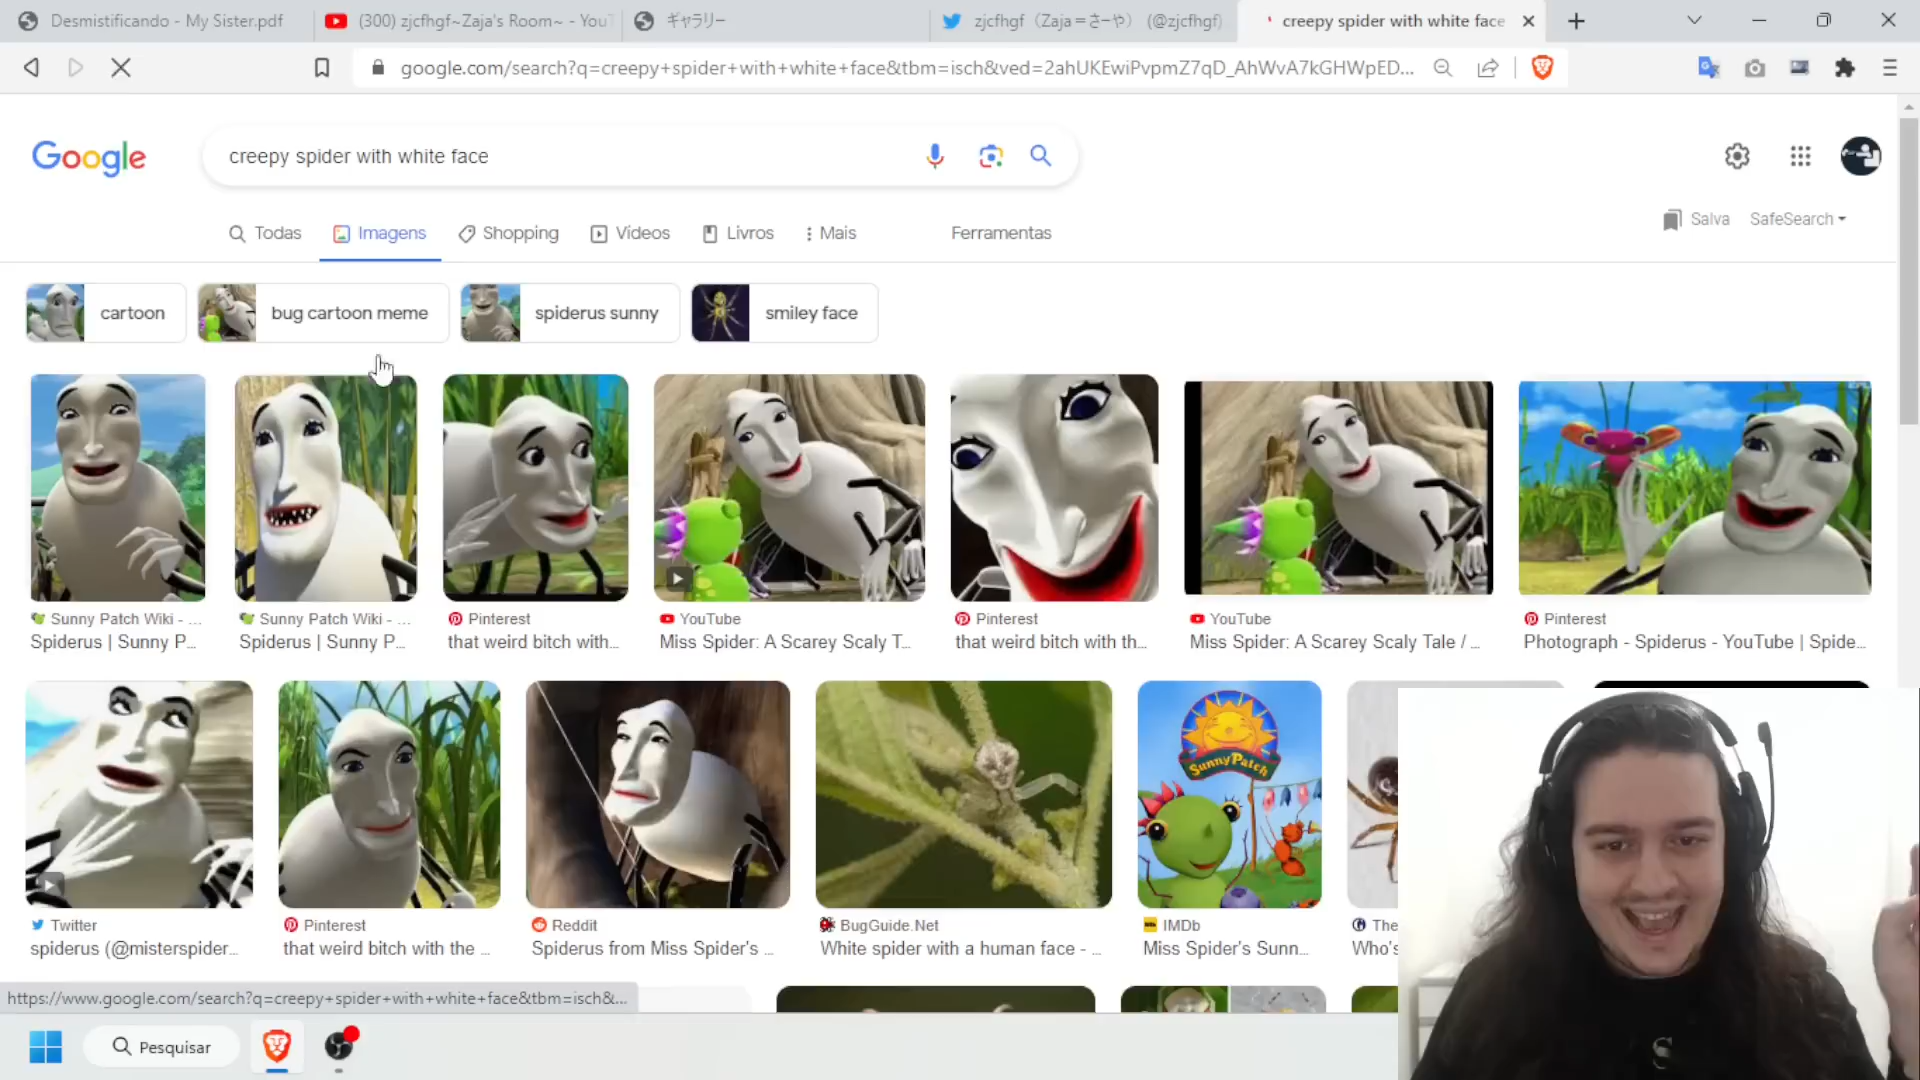 Desmistificando - My Sister.pdf
(300) zjcfhgf~Zaja's Room~ - You
ギャラリー
zjcfhgf（Zaja＝さーや） (@zjcfhgf)
creepy spider with white face
google.com/search?q=creepy+spider+with+white+face&tbm=isch&ved=2ahUKEwiPvpmZ7qD_AhWvA7kGHWpED...
Google
creepy spider with white face
Todas
Imagens
Shopping
Vídeos
Livros
Mais
Ferramentas
Salva
SafeSearch
cartoon
bug cartoon meme
spiderus sunny
smiley face
Sunny Patch Wiki - ...
Spiderus | Sunny P...
Sunny Patch Wiki - ...
Spiderus | Sunny P...
Pinterest
that weird bitch with...
YouTube
Miss Spider: A Scarey Scaly T...
Pinterest
that weird bitch with th...
YouTube
Miss Spider: A Scarey Scaly Tale / ...
Pinterest
Photograph - Spiderus - YouTube | Spide...
Sunny Patch
Twitter
spiderus (@misterspider...
Pinterest
that weird bitch with the ...
Reddit
Spiderus from Miss Spider's ...
BugGuide.Net
White spider with a human face - ...
IMDb
Miss Spider's Sunn...
The
Who's
https://www.google.com/search?q=creepy+spider+with+white+face&tbm=isch&...
Pesquisar